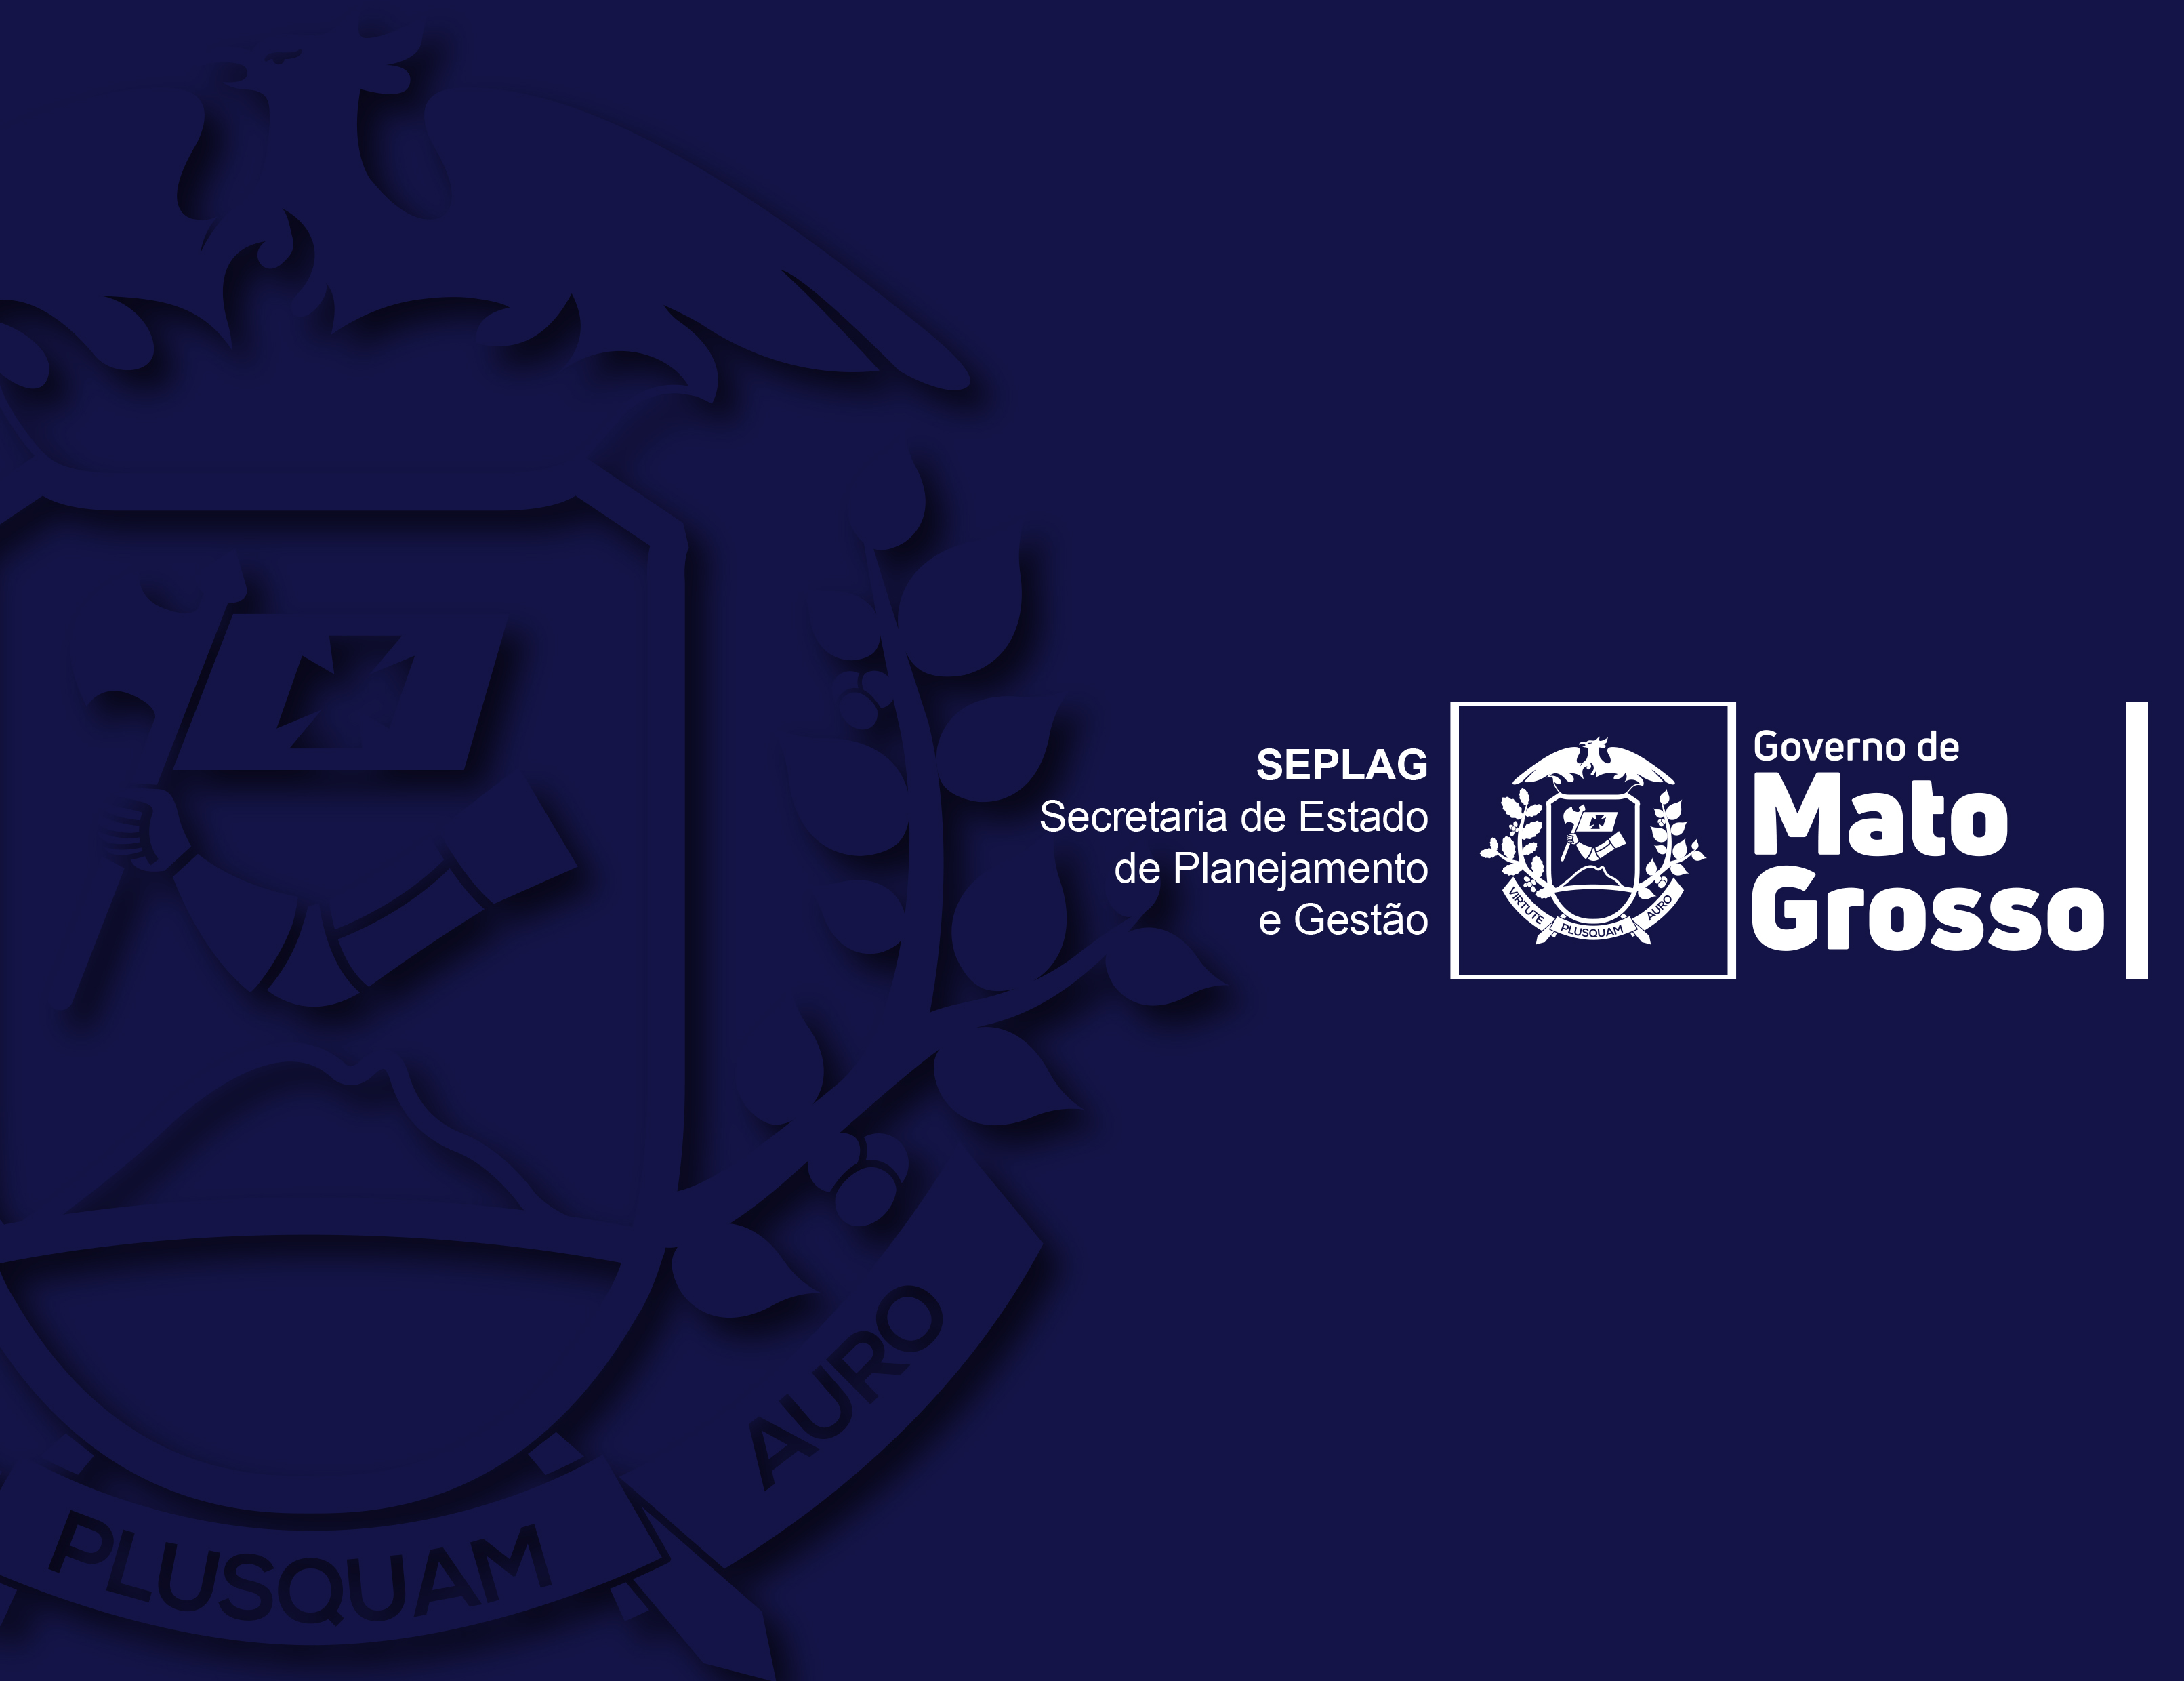 SEPLAG
Secretaria de Estado
de Planejamento
e Gestão
VIRTUTE
PLUSQUAM
AURO
Governo de
Mato
Grosso
PLUSQUAM
AURO